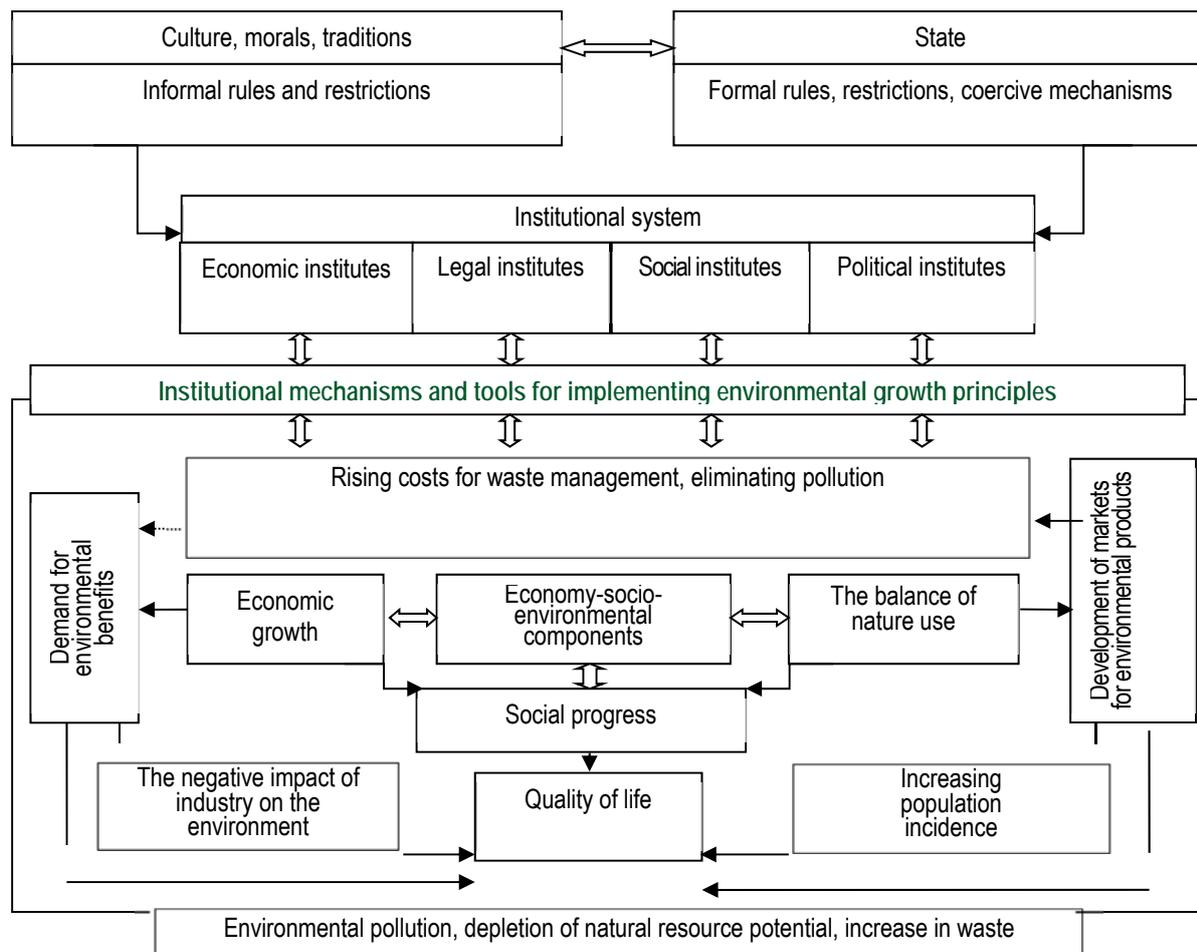 Culture, morals, traditions
State
Informal rules and restrictions
Formal rules, restrictions, coercive mechanisms
Institutional system
Economic institutes
Legal institutes
Social institutes
Political institutes
Institutional mechanisms and tools for implementing environmental growth principles
Rising costs for waste management, eliminating pollution
Demand for
environmental
benefits
Development of markets
for environmental products
Economic
growth
Economy-socio-
environmental
components
The balance of
nature use
Social progress
The negative impact of
industry on the
environment
Quality of life
Increasing
population
incidence
Environmental pollution, depletion of natural resource potential, increase in waste